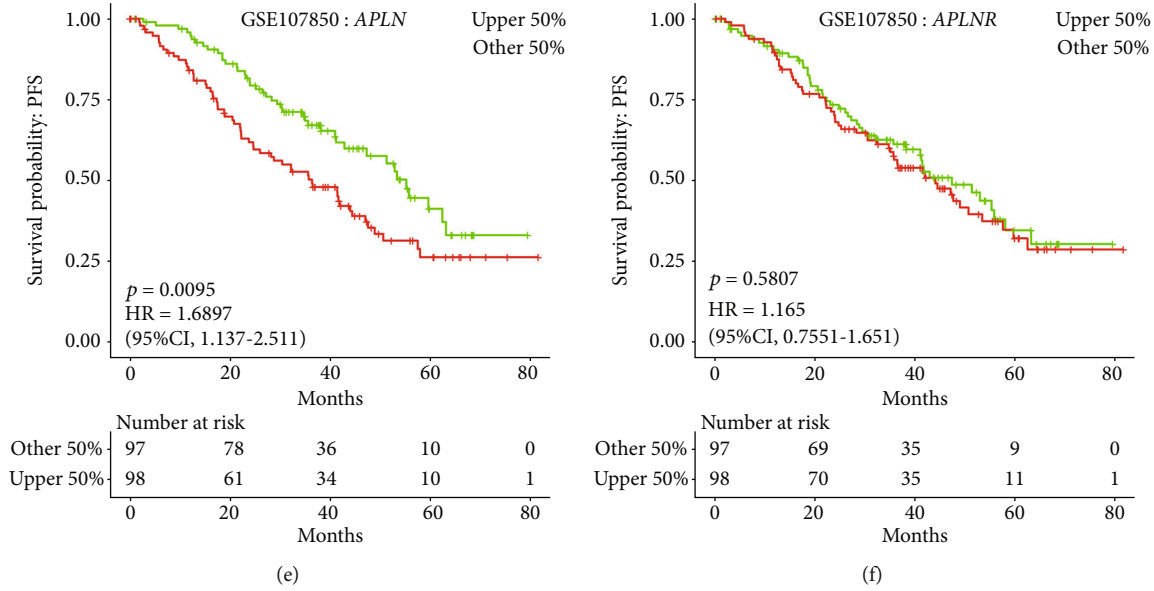 GSE107850 : APLN
Upper 50%
Other 50%
Survival probability: PFS
1.00
0.75
0.50
0.25
0.00
p = 0.0095
HR = 1.6897
(95%CI, 1.137-2.511)
0 20 40 60 80
Months
Number at risk
Other 50% 97 78 36 10 0
Upper 50% 98 61 34 10 1
0 20 40 60 80
Months
(e)
GSE107850 : APLNR
Upper 50%
Other 50%
Survival probability: PFS
1.00
0.75
0.50
0.25
0.00
p = 0.5807
HR = 1.165
(95%CI, 0.7551-1.651)
0 20 40 60 80
Months
Number at risk
Other 50% 97 69 35 9 0
Upper 50% 98 70 35 11 1
0 20 40 60 80
Months
(f)